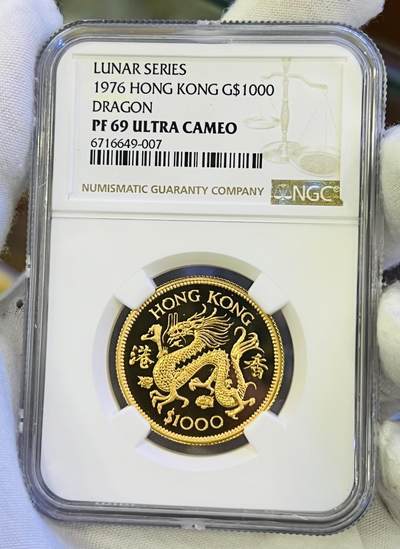 LUNAR SERIES
1976 HONG KONG G$1000
DRAGON
PF 69 ULTRA CAMEO
6716649-007
NUMISMATIC GUARANTY COMPANY
NGC
HONG KONG
港 香
$1000